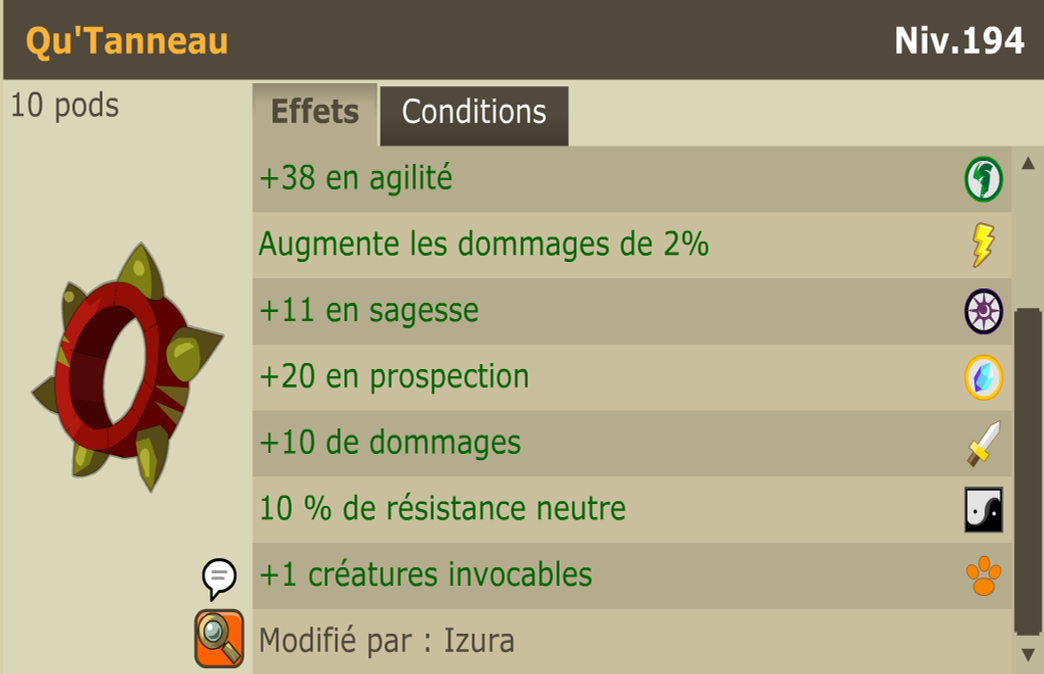 Qu'Tanneau
Niv.194
10 pods
Effets
Conditions
+38 en agilité
Augmente les dommages de 2%
+11 en sagesse
+20 en prospection
+10 de dommages
10 % de résistance neutre
+1 créatures invocables
Modifié par : Izura